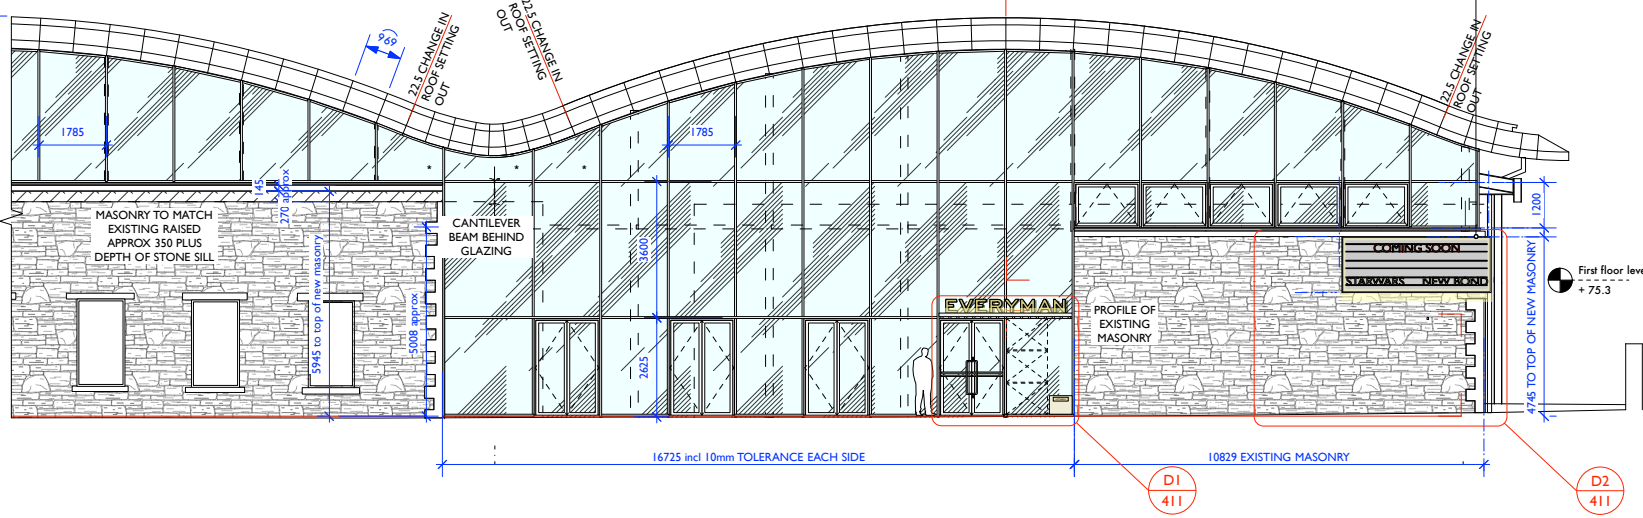 22.5 CHANGE IN
ROOF SETTING
OUT
22.5 CHANGE IN
ROOF SETTING
OUT
22.5 CHANGE IN
ROOF SETTING
OUT
969
1785
1785
145
270 approx
MASONRY TO MATCH
EXISTING RAISED
APPROX 350 PLUS
DEPTH OF STONE SILL
5945 to top of new masonry
5008 approx
CANTILEVER
BEAM BEHIND
GLAZING
3600
2625
EVERYMAN
PROFILE OF
EXISTING
MASONRY
COMING SOON
STARWARS NEW BOND
1200
4745 TO TOP OF NEW MASONRY
First floor leve
+ 75.3
16725 incl 10mm TOLERANCE EACH SIDE
10829 EXISTING MASONRY
D1
411
D2
411